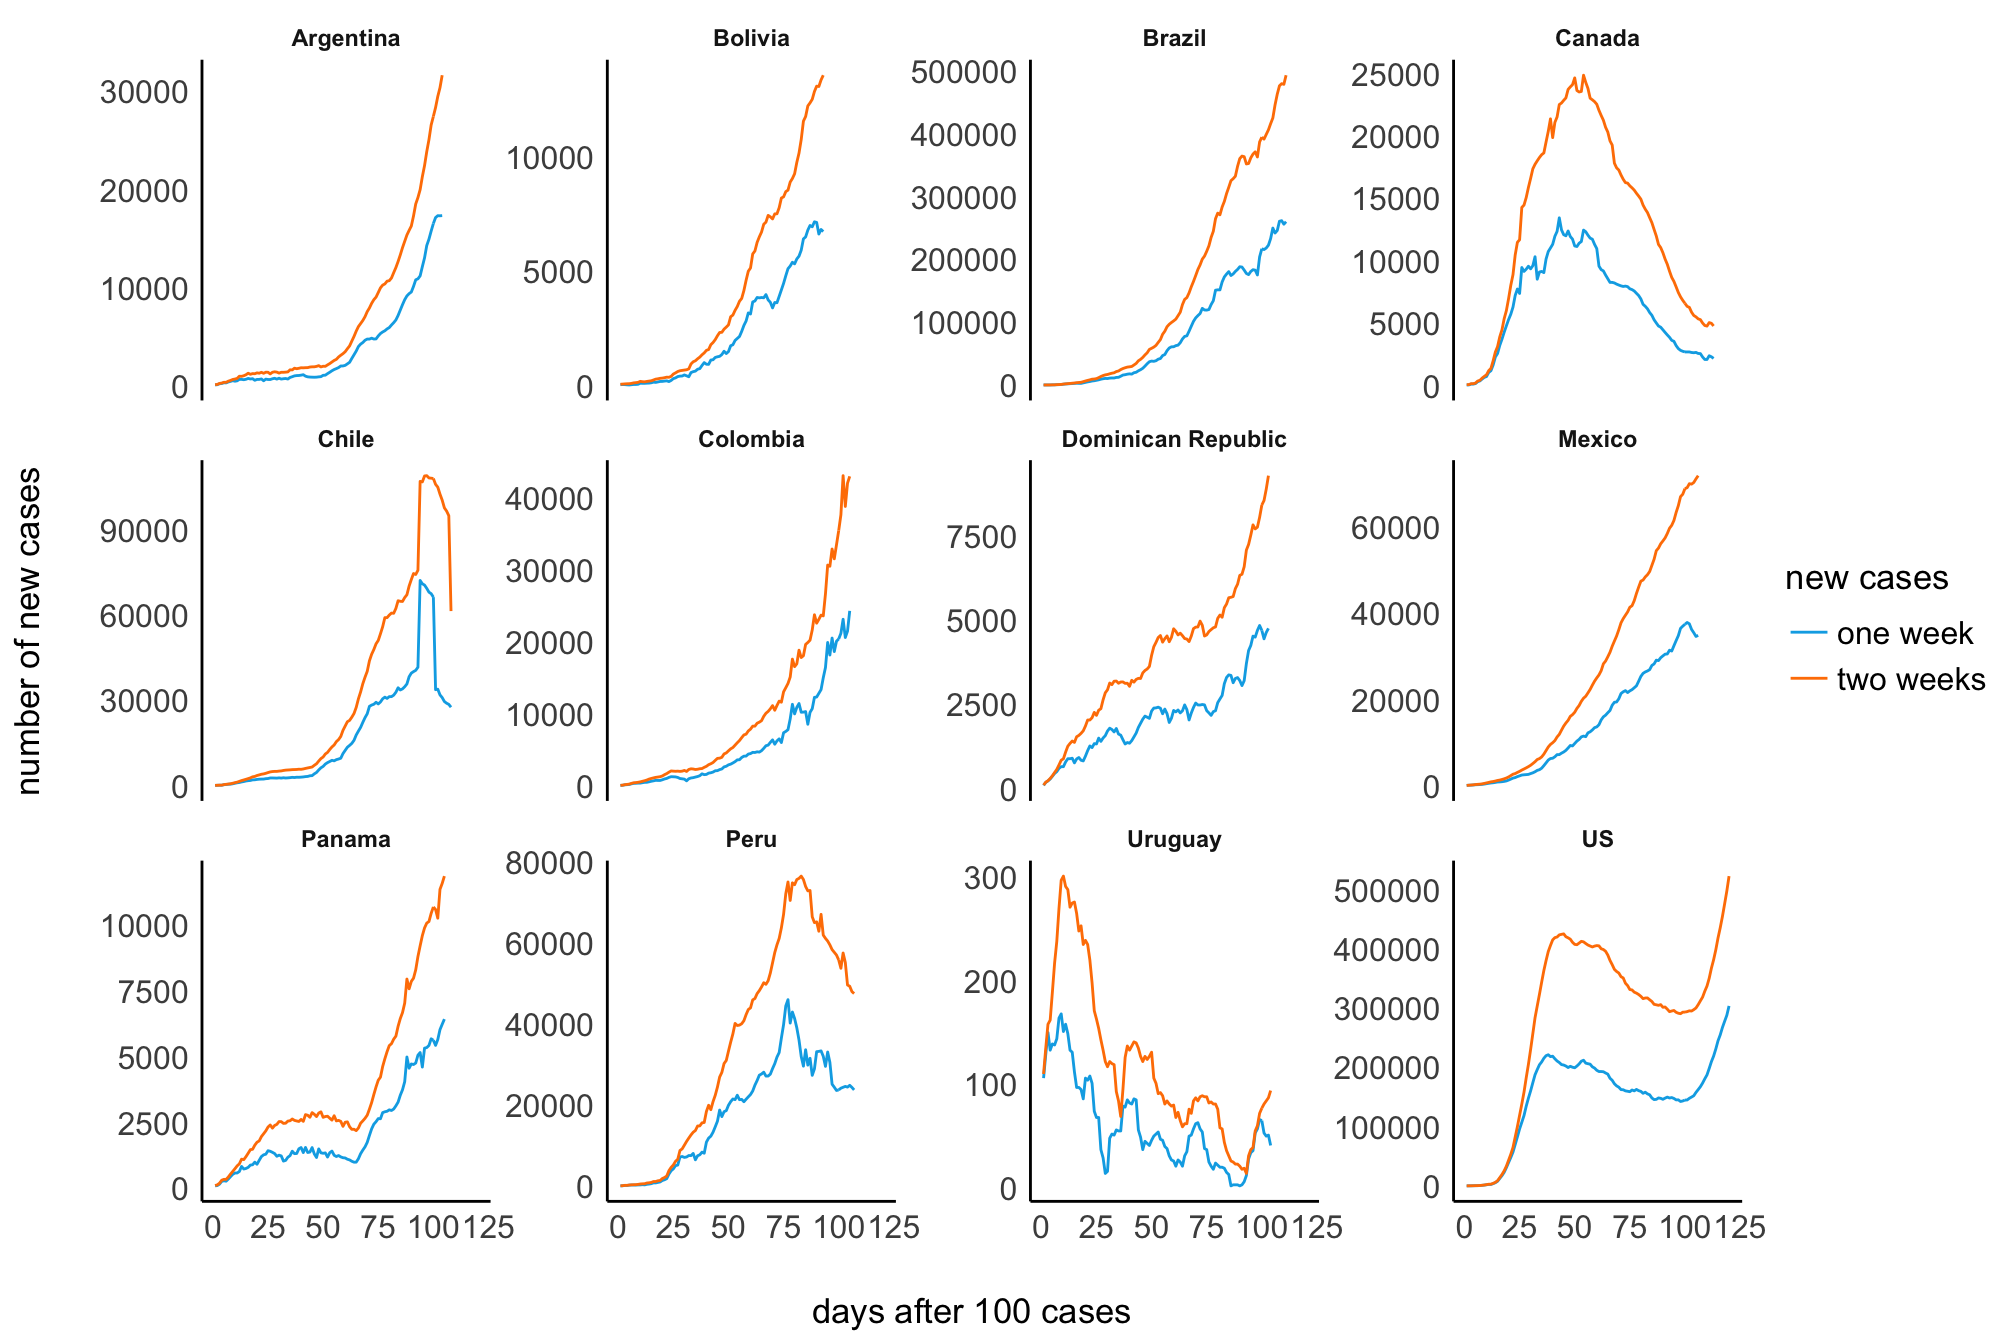 Argentina
Bolivia
Brazil
Canada
30000
20000
10000
0
10000
5000
0
500000
400000
300000
200000
100000
0
25000
20000
15000
10000
5000
0
Chile
Colombia
Dominican Republic
Mexico
90000
60000
30000
0
40000
30000
20000
10000
0
7500
5000
2500
0
60000
40000
20000
0
Panama
Peru
Uruguay
US
10000
7500
5000
2500
0
80000
60000
40000
20000
0
300
200
100
0
500000
400000
300000
200000
100000
0
0 25 50 75 100 125
0 25 50 75 100 125
0 25 50 75 100 125
0 25 50 75 100 125
number of new cases
days after 100 cases
new cases
one week
two weeks